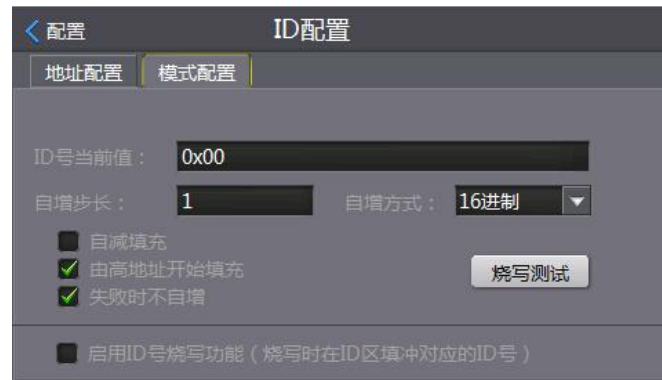 配置
ID配置
地址配置 模式配置
ID号当前值： 0x00
自增步长： 1 自增方式： 16进制
自减填充
由高地址开始填充
烧写测试
失败时不自增
启用ID号烧写功能（烧写时在ID区填冲对应的ID号）